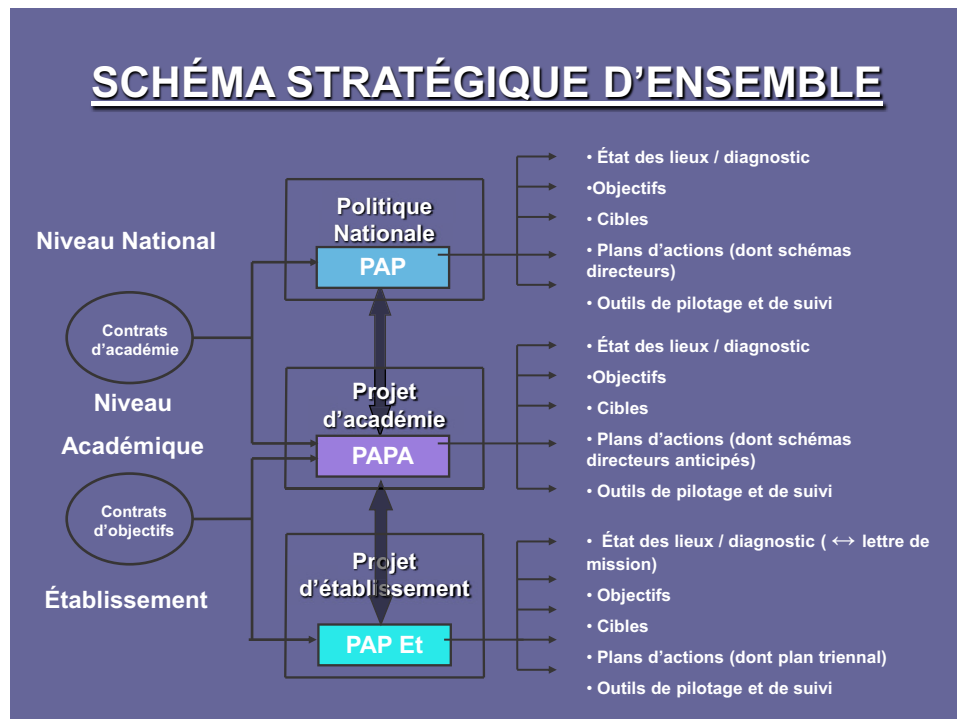 SCHÉMA STRATÉGIQUE D’ENSEMBLE
Niveau National
Contrats
d’académie
Niveau
Académique
Contrats
d’objectifs
Établissement
Politique
Nationale
PAP
Projet
d’académie
PAPA
Projet
d’établissement
PAP Et
• État des lieux / diagnostic
•Objectifs
• Cibles
• Plans d’actions (dont schémas
directeurs)
• Outils de pilotage et de suivi
• État des lieux / diagnostic
•Objectifs
• Cibles
• Plans d’actions (dont schémas
directeurs anticipés)
• Outils de pilotage et de suivi
• État des lieux / diagnostic ( ↔ lettre de
mission)
• Objectifs
• Cibles
• Plans d’actions (dont plan triennal)
• Outils de pilotage et de suivi